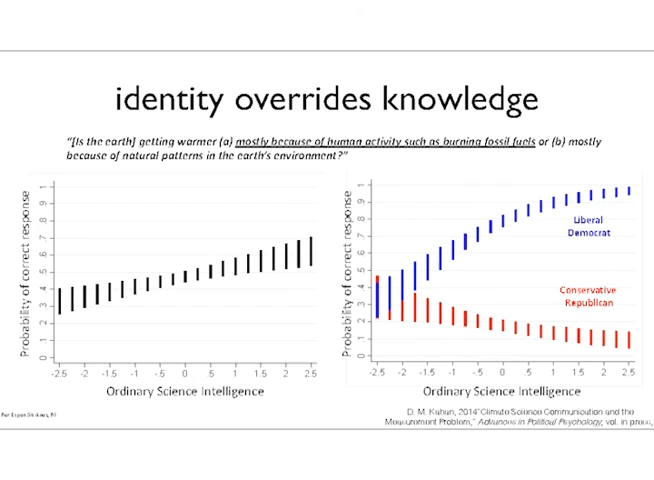 identity overrides knowledge
"[Is the earth] getting warmer (a) mostly because of human activity such as burning fossil fuels or (b) mostly
because of natural patterns in the earth's environment?"
Probability of correct response
1
.9
.8
.7
.6
.5
.4
.3
.2
.1
0
-2.5 -2 -1.5 -1 -.5 0 .5 1 1.5 2 2.5
Ordinary Science Intelligence
Probability of correct response
1
.9
.8
.7
.6
.5
.4
.3
.2
.1
0
Liberal
Democrat
Conservative
Republican
-2.5 -2 -1.5 -1 -.5 0 .5 1 1.5 2 2.5
Ordinary Science Intelligence
Per Espen Stoknes, BI
D. M. Kahan, 2014 "Climate Science Communication and the
Measurement Problem," Advances in Political Psychology, vol. in press,